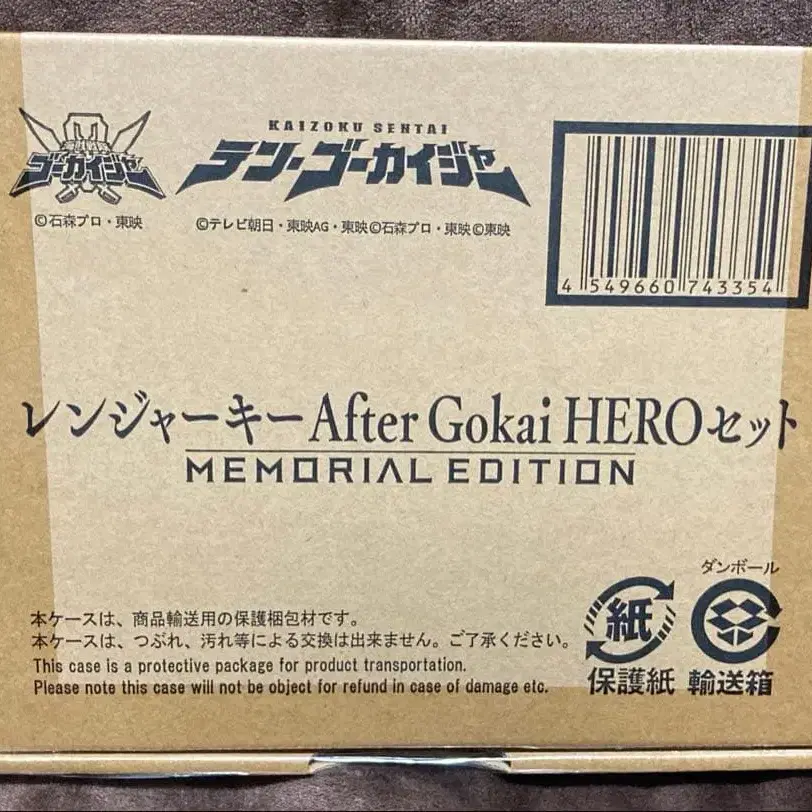 海賊戦隊
ゴーカイジャー
©石森プロ・東映
KAIZOKU SENTAI
テン・ゴーカイジャー
©テレビ朝日・東映AG・東映©石森プロ・東映©東映
4 549660 743354
レンジャーキー After Gokai HEROセット
MEMORIAL EDITION
ダンボール
紙
保護紙 輸送箱
本ケースは、商品輸送用の保護梱包材です。
本ケースは、つぶれ、汚れ等による交換は出来ません。ご了承ください。
This case is a protective package for product transportation.
Please note this case will not be object for refund in case of damage etc.